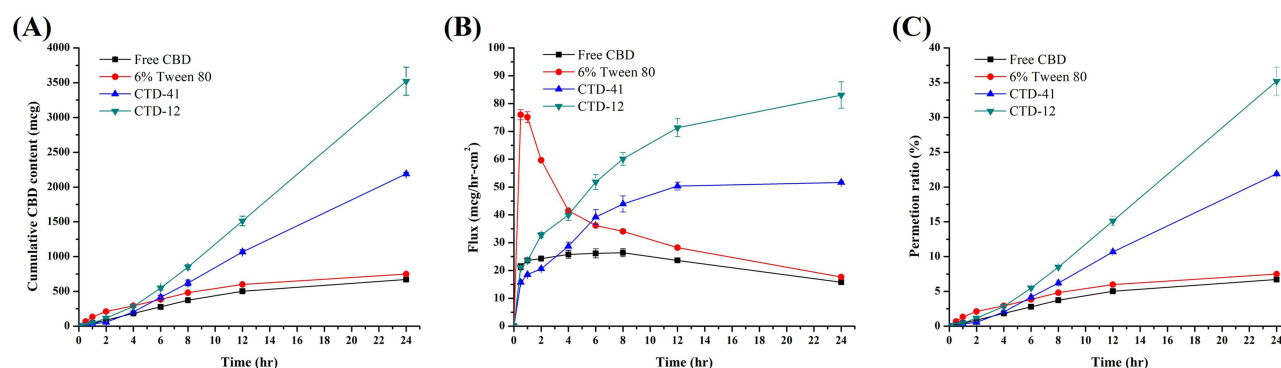 (A)
Cumulative CBD content (mcg)
4000
3500
3000
2500
2000
1500
1000
500
0
Free CBD
6% Tween 80
CTD-41
CTD-12
0 2 4 6 8 10 12 14 16 18 20 22 24
Time (hr)
(B)
Flux (mcg/hr-cm²)
100
90
80
70
60
50
40
30
20
10
0
Free CBD
6% Tween 80
CTD-41
CTD-12
0 2 4 6 8 10 12 14 16 18 20 22 24
Time (hr)
(C)
Permetion ratio (%)
40
35
30
25
20
15
10
5
0
Free CBD
6% Tween 80
CTD-41
CTD-12
0 2 4 6 8 10 12 14 16 18 20 22 24
Time (hr)